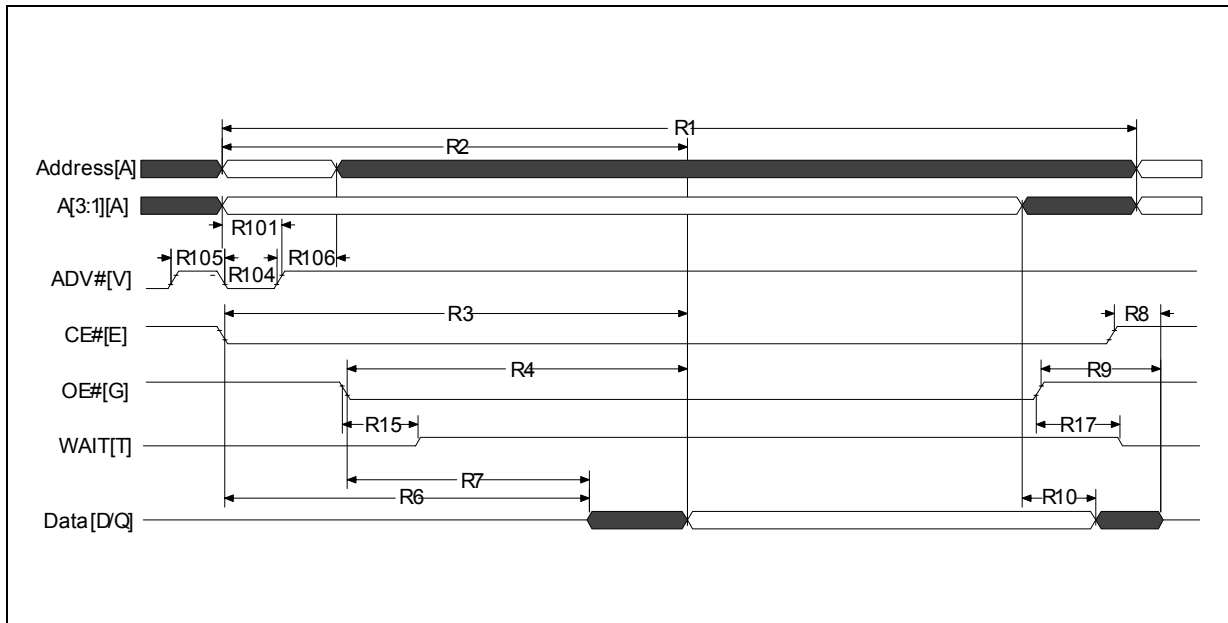 R1
R2
Address[A]
A[3:1][A]
R101
R105
R104
R106
ADV#[V]
R3
R8
CE#[E]
R4
R9
OE#[G]
R15
R17
WAIT[T]
R7
R6
R10
Data[D/Q]